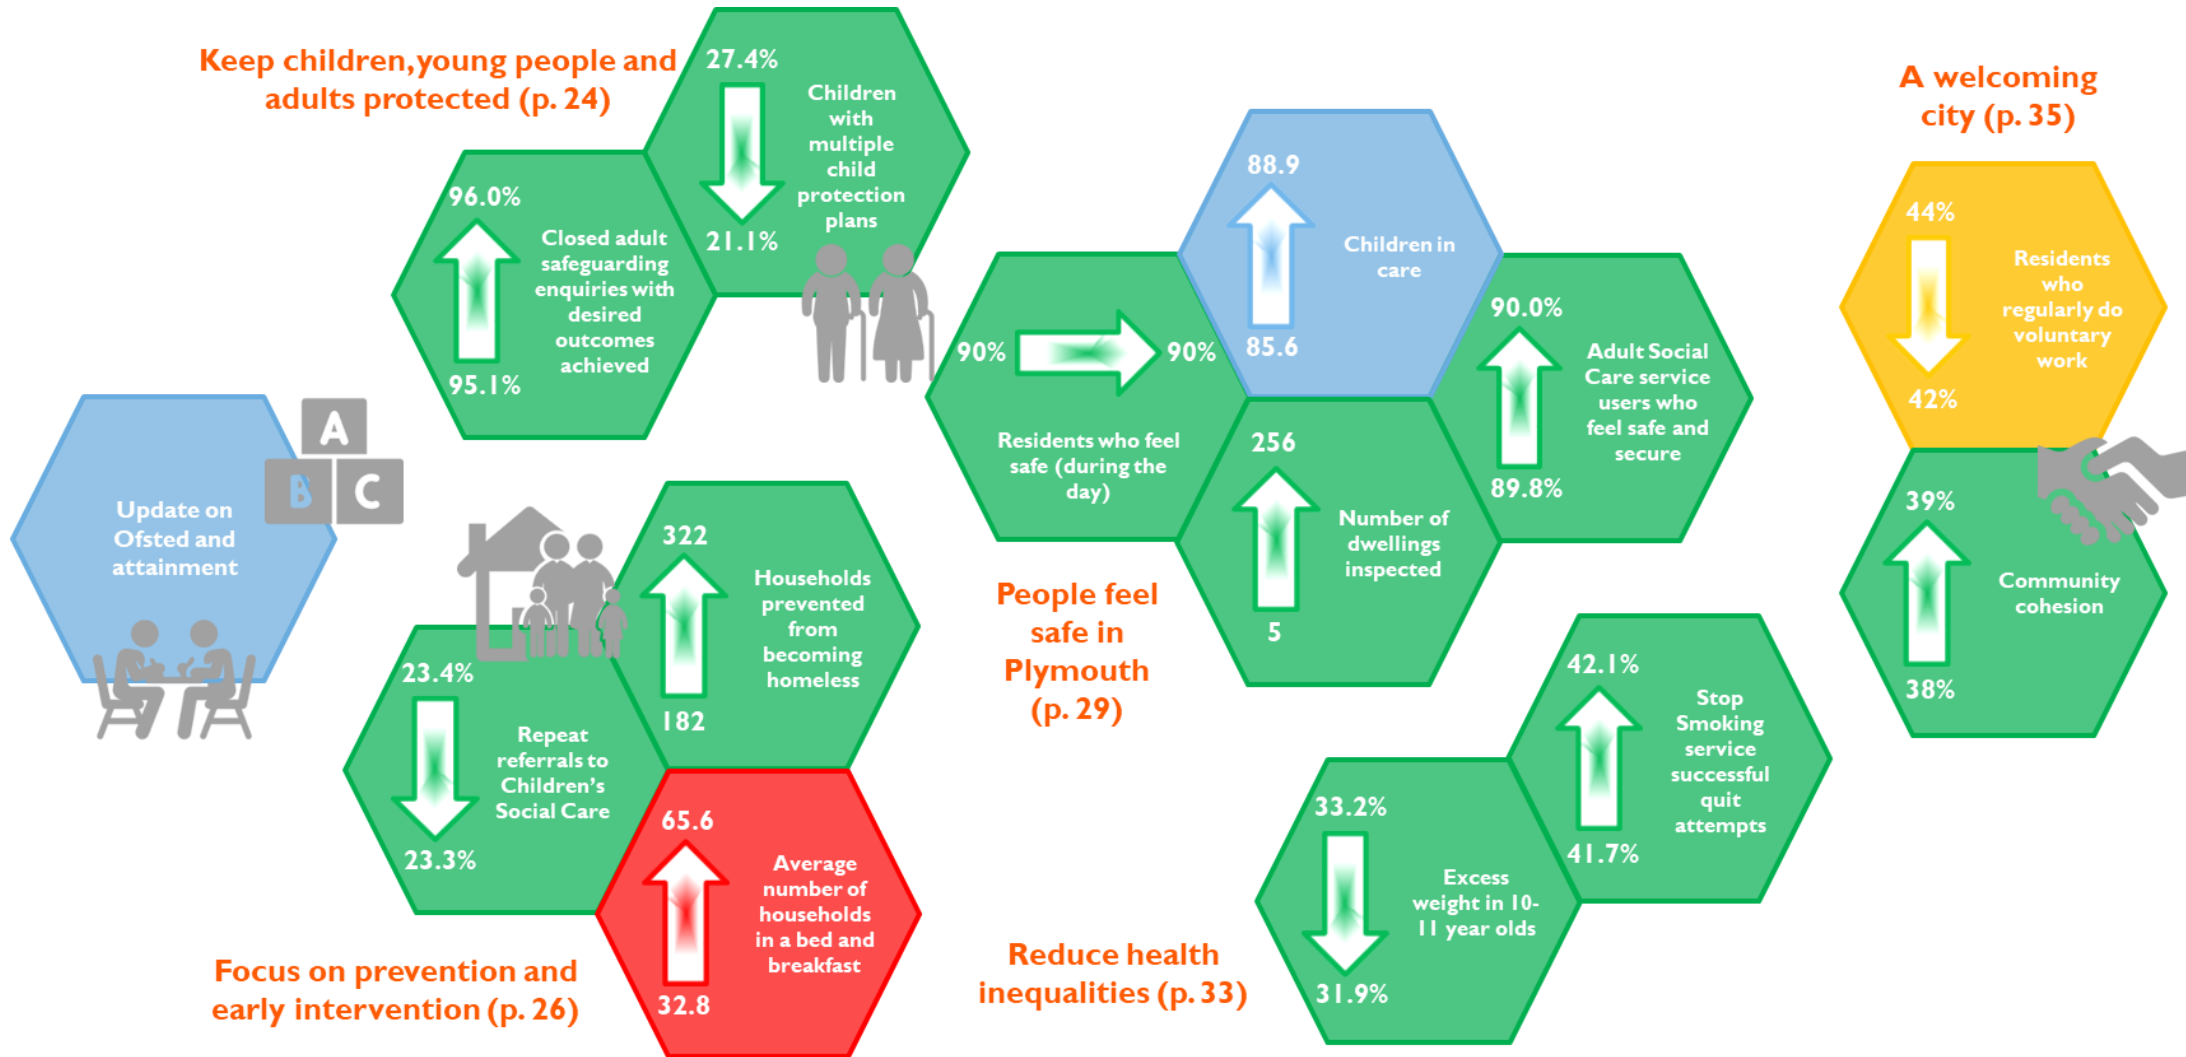 Keep children, young people and
adults protected (p. 24)
27.4%
Children
with
multiple
child
protection
plans
21.1%
96.0%
Closed adult
safeguarding
enquiries with
desired
outcomes
achieved
95.1%
A
B
C
Update on
Ofsted and
attainment
322
Households
prevented
from
becoming
homeless
182
23.4%
Repeat
referrals to
Children's
Social Care
23.3%
65.6
Average
number of
households
in a bed and
breakfast
32.8
Focus on prevention and
early intervention (p. 26)
88.9
Children in
care
85.6
90%
90%
Residents who feel
safe (during the
day)
90.0%
Adult Social
Care service
users who
feel safe and
secure
89.8%
256
Number of
dwellings
inspected
5
People feel
safe in
Plymouth
(p. 29)
42.1%
Stop
Smoking
service
successful
quit
attempts
41.7%
33.2%
Excess
weight in 10-
11 year olds
31.9%
Reduce health
inequalities (p. 33)
A welcoming
city (p. 35)
44%
Residents
who
regularly do
voluntary
work
42%
39%
Community
cohesion
38%